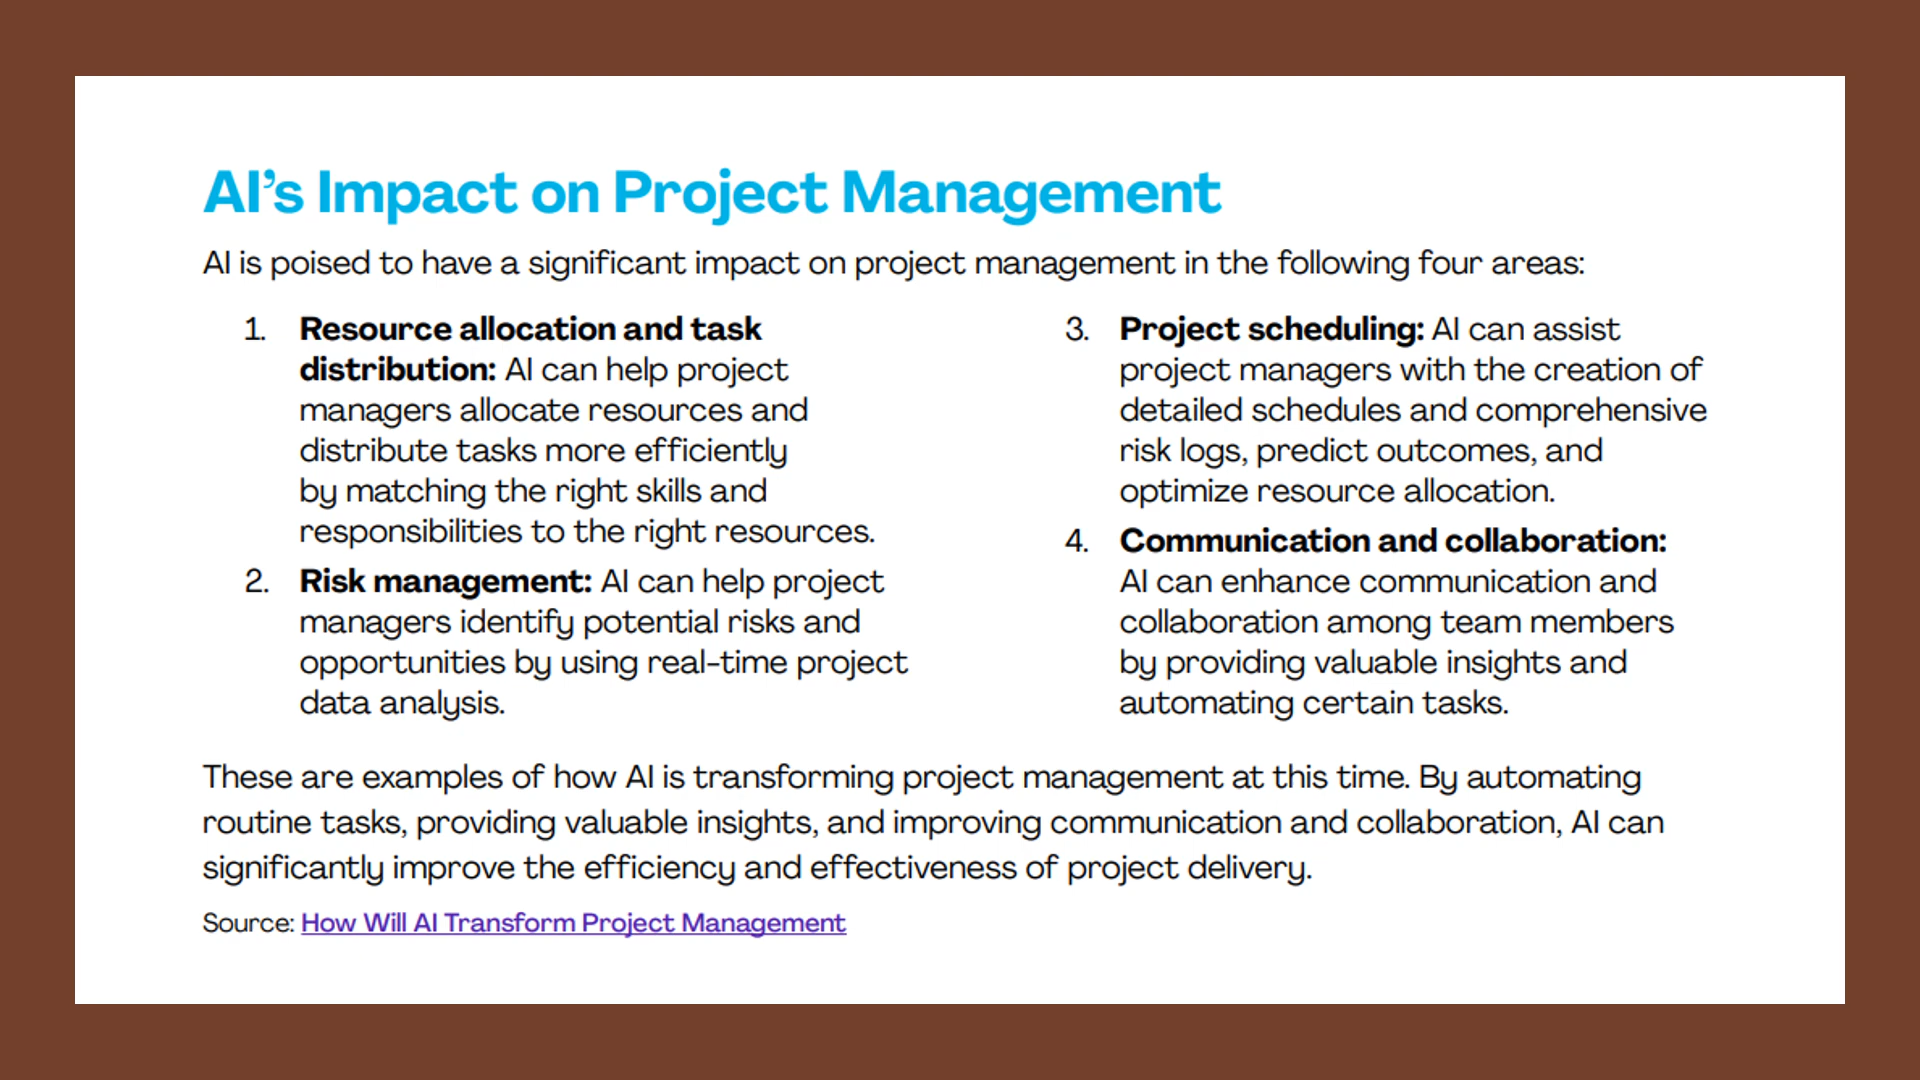 AI’s Impact on Project Management
AI is poised to have a significant impact on project management in the following four areas:
1. Resource allocation and task
distribution: AI can help project
managers allocate resources and
distribute tasks more efficiently
by matching the right skills and
responsibilities to the right resources.
2. Risk management: AI can help project
managers identify potential risks and
opportunities by using real-time project
data analysis.
3. Project scheduling: AI can assist
project managers with the creation of
detailed schedules and comprehensive
risk logs, predict outcomes, and
optimize resource allocation.
4. Communication and collaboration:
AI can enhance communication and
collaboration among team members
by providing valuable insights and
automating certain tasks.
These are examples of how AI is transforming project management at this time. By automating
routine tasks, providing valuable insights, and improving communication and collaboration, AI can
significantly improve the efficiency and effectiveness of project delivery.
Source: How Will AI Transform Project Management